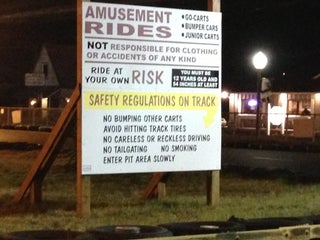 AMUSEMENT
RIDES
• GO-CARTS
• BUMPER CARS
• JUNIOR CARTS
NOT RESPONSIBLE FOR CLOTHING
OR ACCIDENTS OF ANY KIND
RIDE AT
YOUR OWN RISK
YOU MUST BE
12 YEARS OLD AND
54 INCHES AT LEAST
SAFETY REGULATIONS ON TRACK
NO BUMPING OTHER CARTS
AVOID HITTING TRACK TIRES
NO CARELESS OR RECKLESS DRIVING
NO TAILGATING NO SMOKING
ENTER PIT AREA SLOWLY